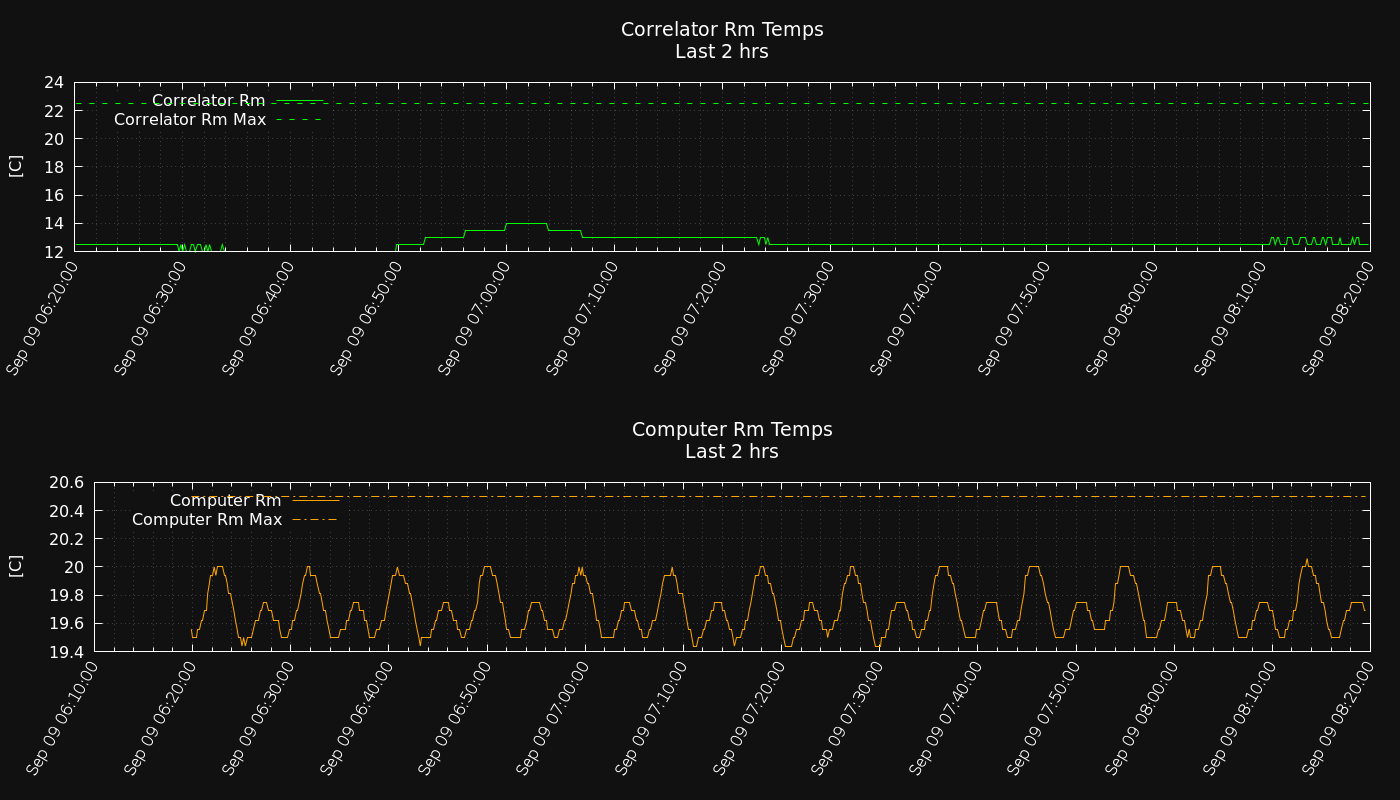 Correlator Rm Temps
Last 2 hrs
24
22
20
18
16
14
12
[C]
Correlator Rm
Correlator Rm Max
Sep 09 06:20:00
Sep 09 06:30:00
Sep 09 06:40:00
Sep 09 06:50:00
Sep 09 07:00:00
Sep 09 07:10:00
Sep 09 07:20:00
Sep 09 07:30:00
Sep 09 07:40:00
Sep 09 07:50:00
Sep 09 08:00:00
Sep 09 08:10:00
Sep 09 08:20:00
Computer Rm Temps
Last 2 hrs
20.6
20.4
20.2
20
19.8
19.6
19.4
[C]
Computer Rm
Computer Rm Max
Sep 09 06:10:00
Sep 09 06:20:00
Sep 09 06:30:00
Sep 09 06:40:00
Sep 09 06:50:00
Sep 09 07:00:00
Sep 09 07:10:00
Sep 09 07:20:00
Sep 09 07:30:00
Sep 09 07:40:00
Sep 09 07:50:00
Sep 09 08:00:00
Sep 09 08:10:00
Sep 09 08:20:00